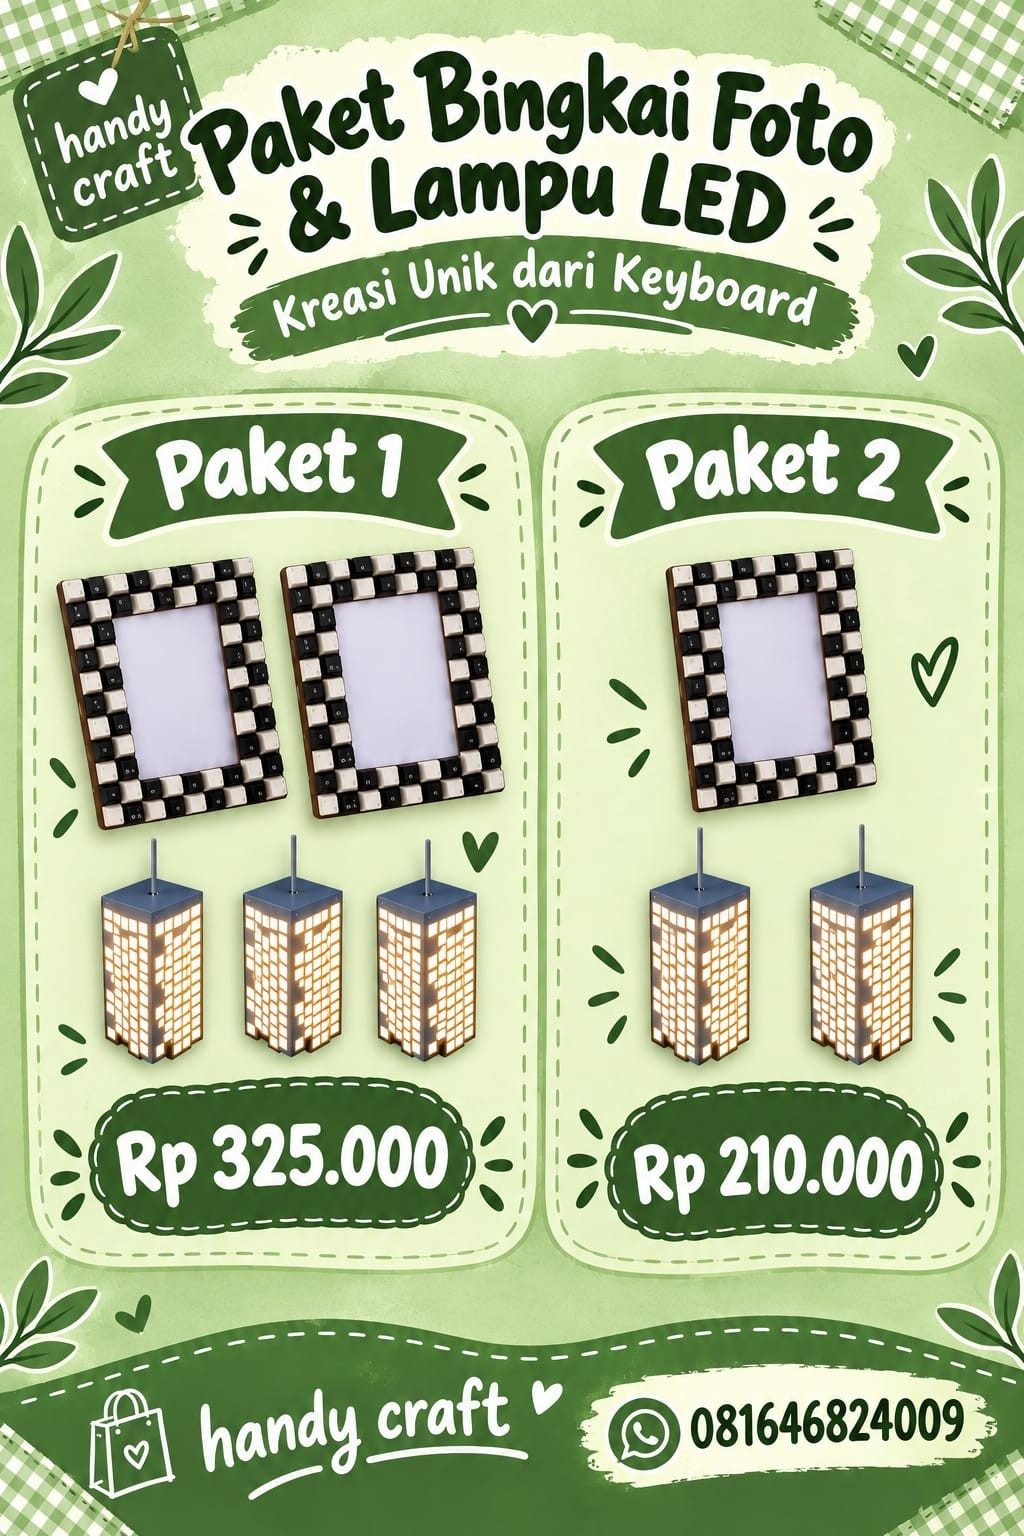 handy
craft
Paket Bingkai Foto
& Lampu LED
Kreasi Unik dari Keyboard
Paket 1
Paket 2
Rp 325.000
Rp 210.000
handy craft
081646824009